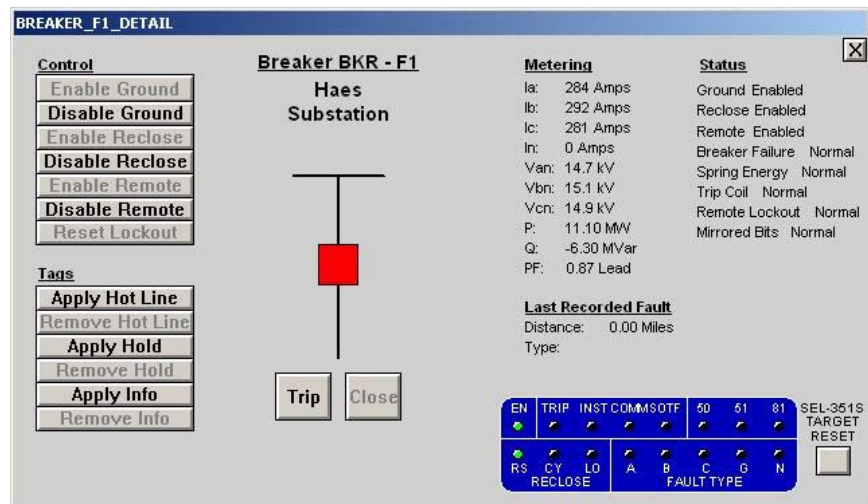 BREAKER_F1_DETAIL
Control
Enable Ground
Disable Ground
Enable Reclose
Disable Reclose
Enable Remote
Disable Remote
Reset Lockout
Tags
Apply Hot Line
Remove Hot Line
Apply Hold
Remove Hold
Apply Info
Remove Info
Breaker BKR - F1
Haes
Substation
Trip
Close
Metering
Ia: 284 Amps
Ib: 292 Amps
Ic: 281 Amps
In: 0 Amps
Van: 14.7 kV
Vbn: 15.1 kV
Vcn: 14.9 kV
P: 11.10 MW
Q: -6.30 MVar
PF: 0.87 Lead
Last Recorded Fault
Distance: 0.00 Miles
Type:
Status
Ground Enabled
Reclose Enabled
Remote Enabled
Breaker Failure Normal
Spring Energy Normal
Trip Coil Normal
Remote Lockout Normal
Mirrored Bits Normal
EN TRIP INST COMM SOTF 50 51 81
RS CY LO A B C G N
RECLOSE FAULT TYPE
SEL-351S
TARGET
RESET